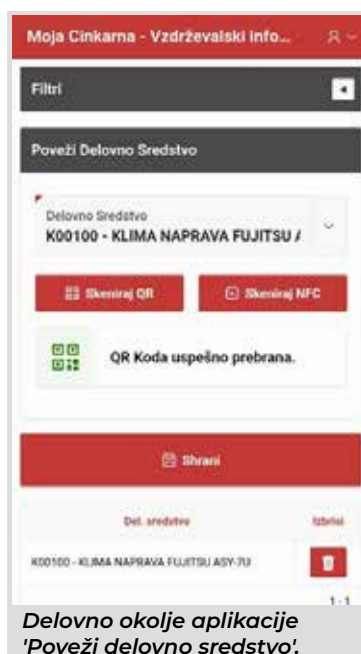 Moja Cinkarna - Vzdrževalski info...
Filtri
Poveži Delovno Sredstvo
Delovno Sredstvo
K00100 - KLIMA NAPRAVA FUJITSU A
Skeniraj QR
Skeniraj NFC
QR Koda uspešno prebrana.
Shrani
Del. sredstvo
Izbriši
K00100 - KLIMA NAPRAVA FUJITSU ASY-7U
1-1
Delovno okolje aplikacije
'Poveži delovno sredstvo'.